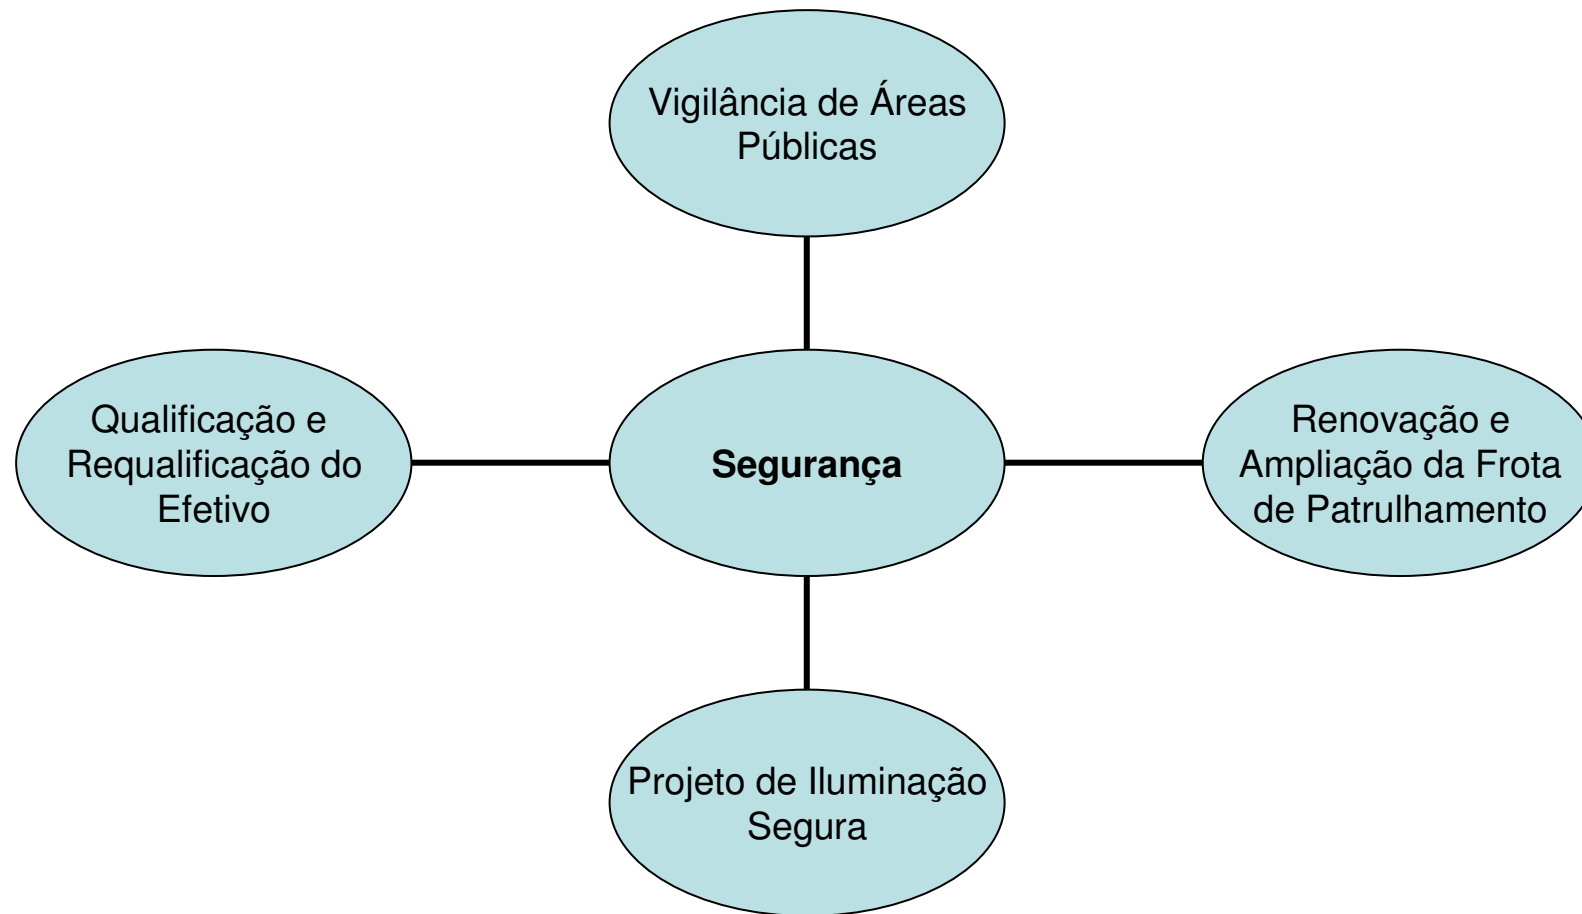 Vigilância de Áreas
Públicas
Qualificação e
Requalificação do
Efetivo
Segurança
Renovação e
Ampliação da Frota
de Patrulhamento
Projeto de Iluminação
Segura